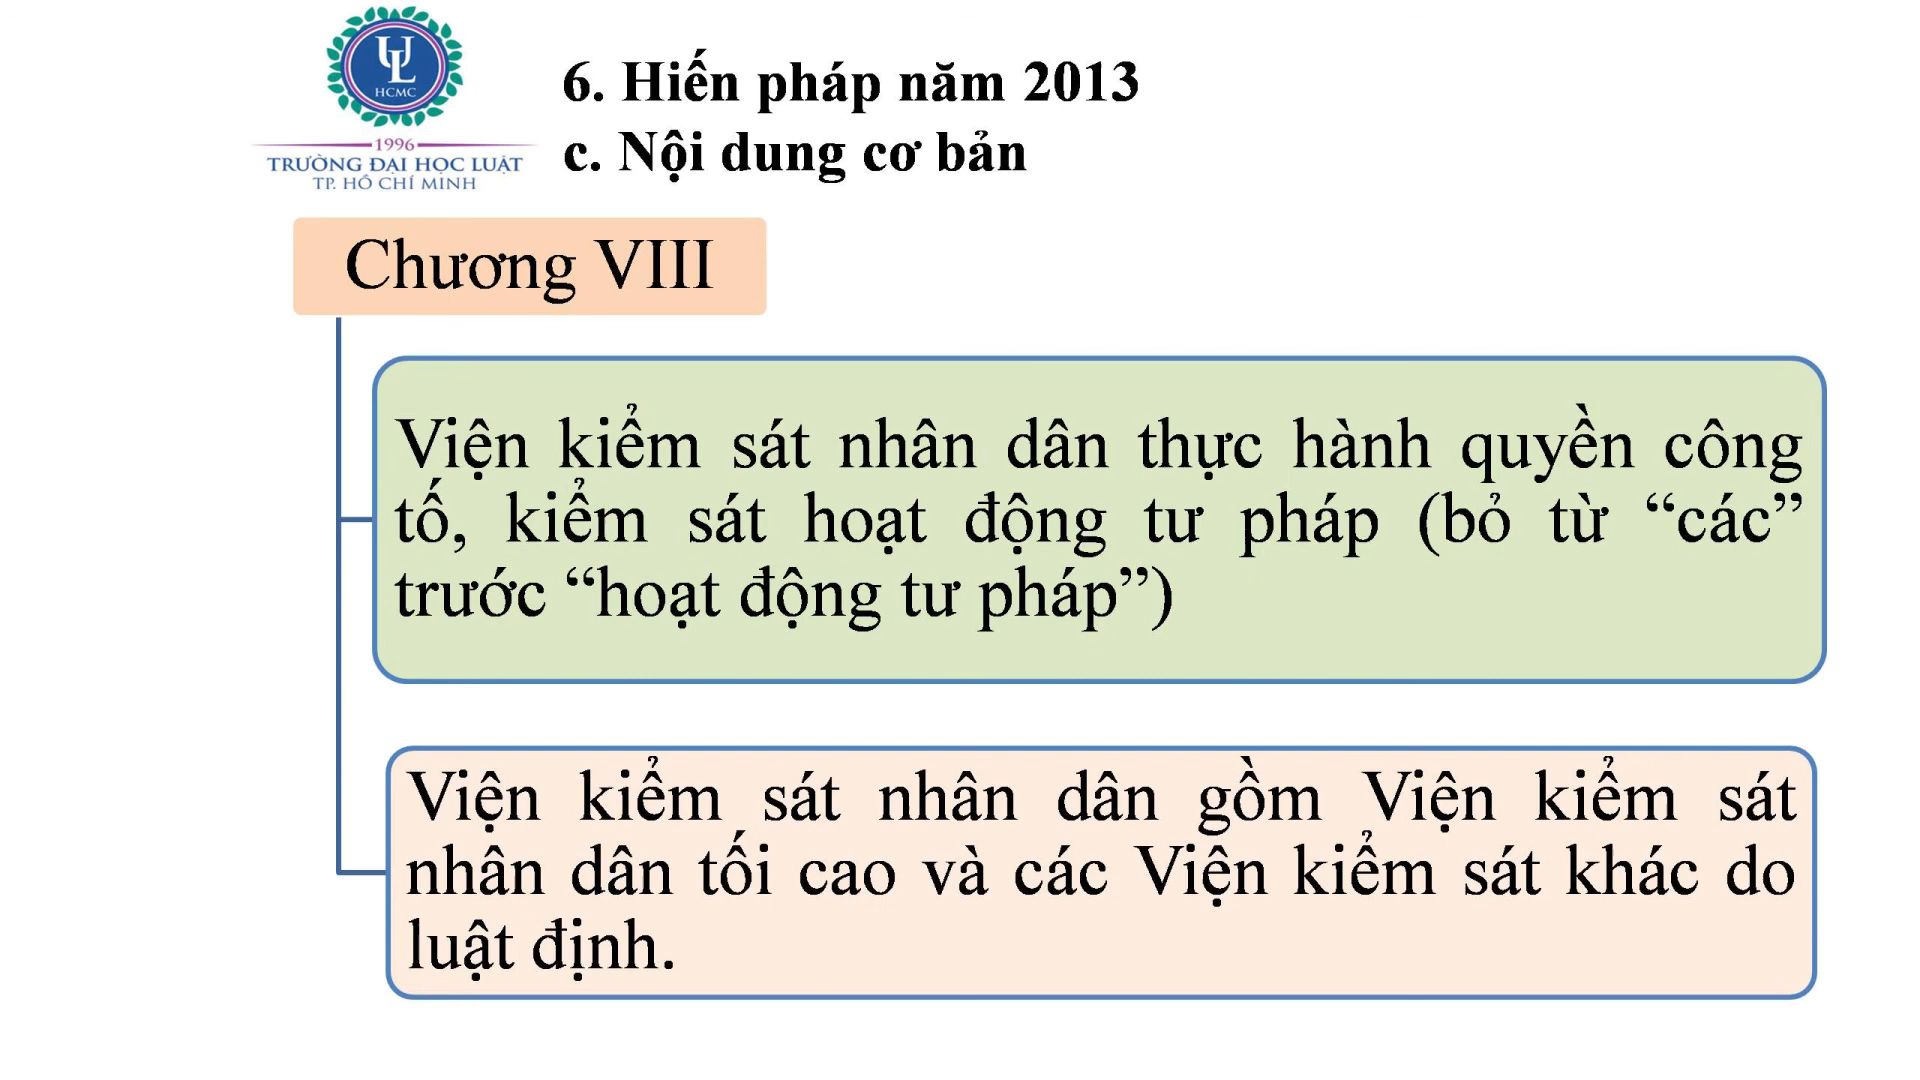 UL
HCMC
1996
TRƯỜNG ĐẠI HỌC LUẬT
TP. HỒ CHÍ MINH
6. Hiến pháp năm 2013
c. Nội dung cơ bản
Chương VIII
Viện kiểm sát nhân dân thực hành quyền công
tố, kiểm sát hoạt động tư pháp (bỏ từ “các”
trước “hoạt động tư pháp”)
Viện kiểm sát nhân dân gồm Viện kiểm sát
nhân dân tối cao và các Viện kiểm sát khác do
luật định.